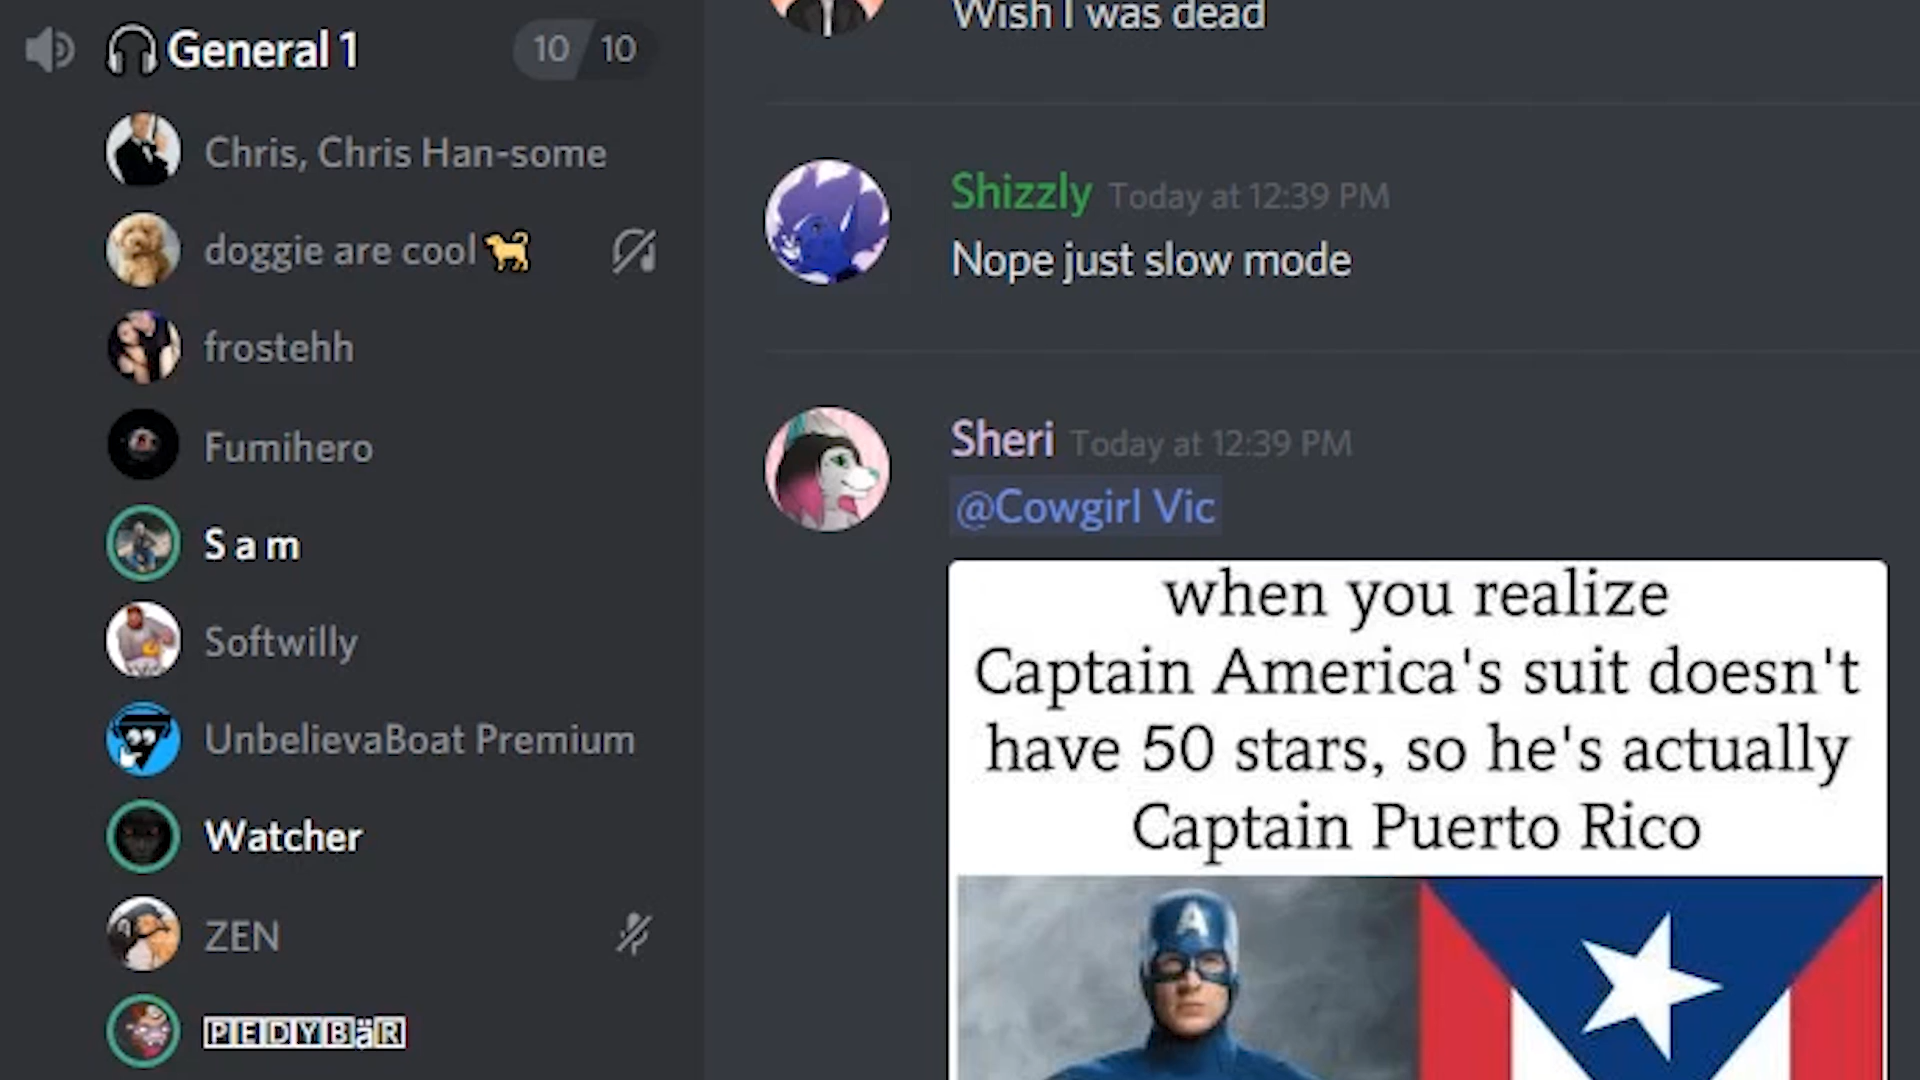 General 1
10 10
Chris, Chris Han-some
doggie are cool
frostehh
Fumihero
S a m
Softwilly
UnbelievaBoat Premium
Watcher
ZEN
PEDYBäR
Wish I was dead
Shizzly Today at 12:39 PM
Nope just slow mode
Sheri Today at 12:39 PM
@Cowgirl Vic
when you realize
Captain America's suit doesn't
have 50 stars, so he's actually
Captain Puerto Rico
A